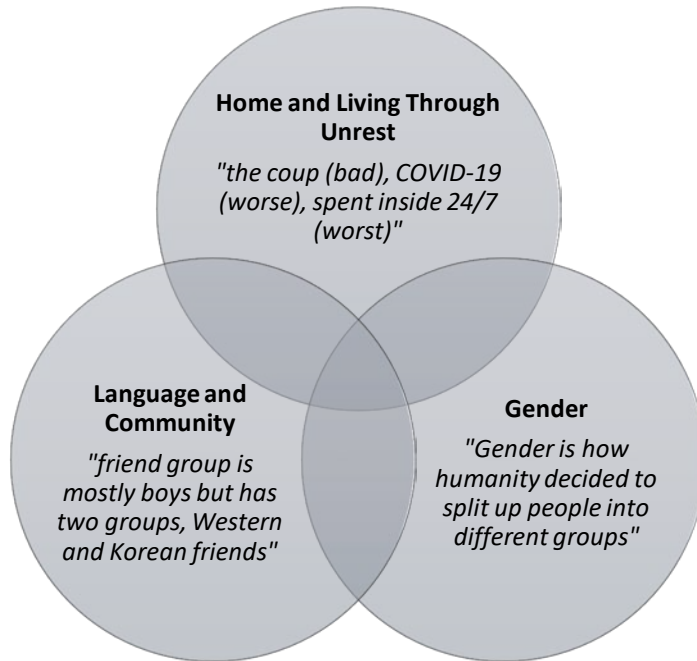 Home and Living Through
Unrest
"the coup (bad), COVID-19
(worse), spent inside 24/7
(worst)"
Language and
Community
"friend group is
mostly boys but has
two groups, Western
and Korean friends"
Gender
"Gender is how
humanity decided to
split up people into
different groups"